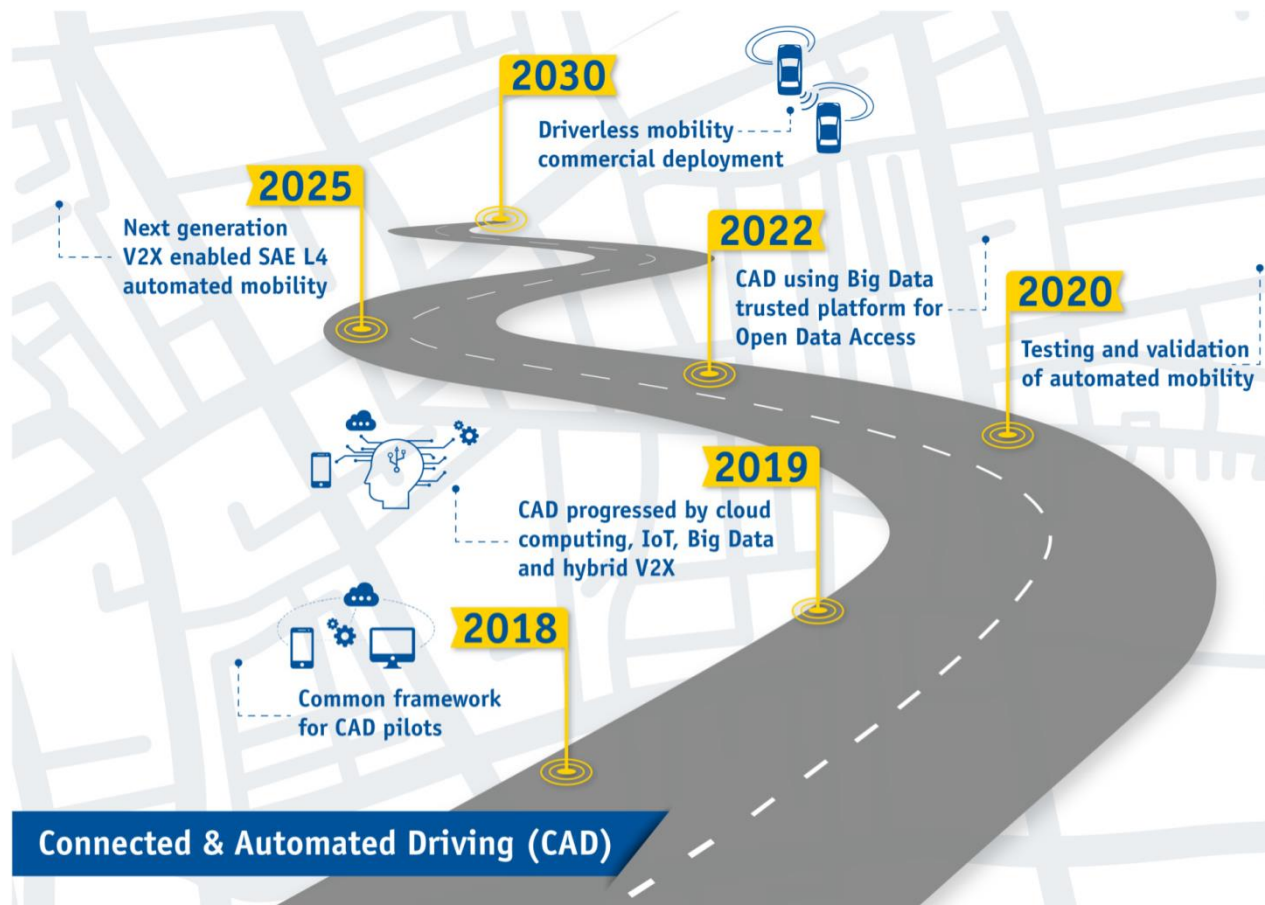 2030
Driverless mobility
commercial deployment
2025
Next generation
V2X enabled SAE L4
automated mobility
2022
CAD using Big Data
trusted platform for
Open Data Access
2020
Testing and validation
of automated mobility
2019
CAD progressed by cloud
computing, IoT, Big Data
and hybrid V2X
2018
Common framework
for CAD pilots
Connected & Automated Driving (CAD)